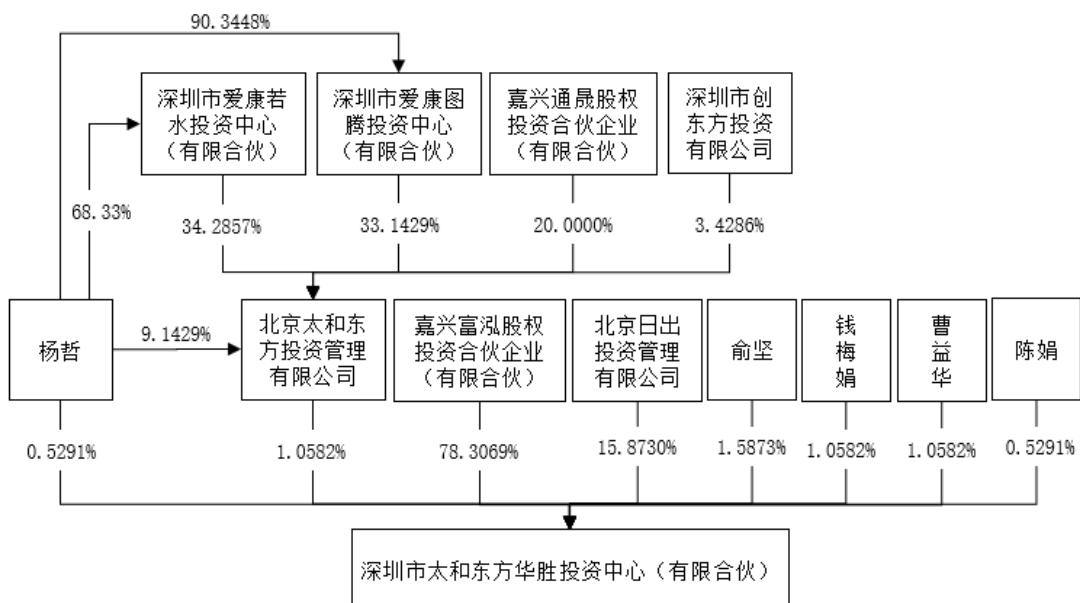 90.3448%
深圳市爱康若
水投资中心
（有限合伙）
深圳市爱康图
腾投资中心
（有限合伙）
嘉兴通晟股权
投资合伙企业
（有限合伙）
深圳市创
东方投资
有限公司
68.33%
34.2857%
33.1429%
20.0000%
3.4286%
杨哲
9.1429%
北京太和东
方投资管理
有限公司
嘉兴富泓股权
投资合伙企业
（有限合伙）
北京日出
投资管理
有限公司
俞坚
钱
梅
娟
曹
益
华
陈娟
0.5291%
1.0582%
78.3069%
15.8730%
1.5873%
1.0582%
1.0582%
0.5291%
深圳市太和东方华胜投资中心（有限合伙）